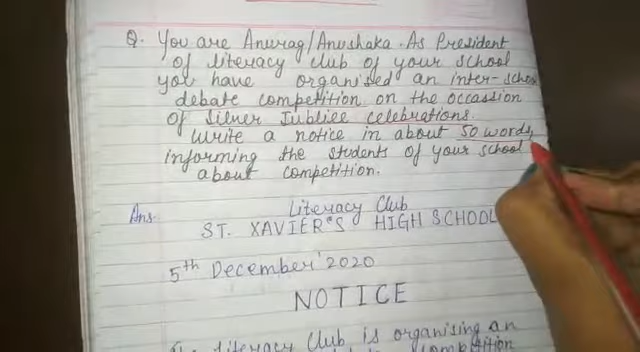 Q. You are Anurag/Anushaka. As President
of literacy club of your school
you have organised an inter-school
debate competition on the occassion
of Silver Jubliee celebrations.
Write a notice in about 50 words
informing the students of your school
about competition.
Ans. Literacy Club
ST. XAVIER'S HIGH SCHOOL
5th December'2020
NOTICE
literacy club is organising an
competition